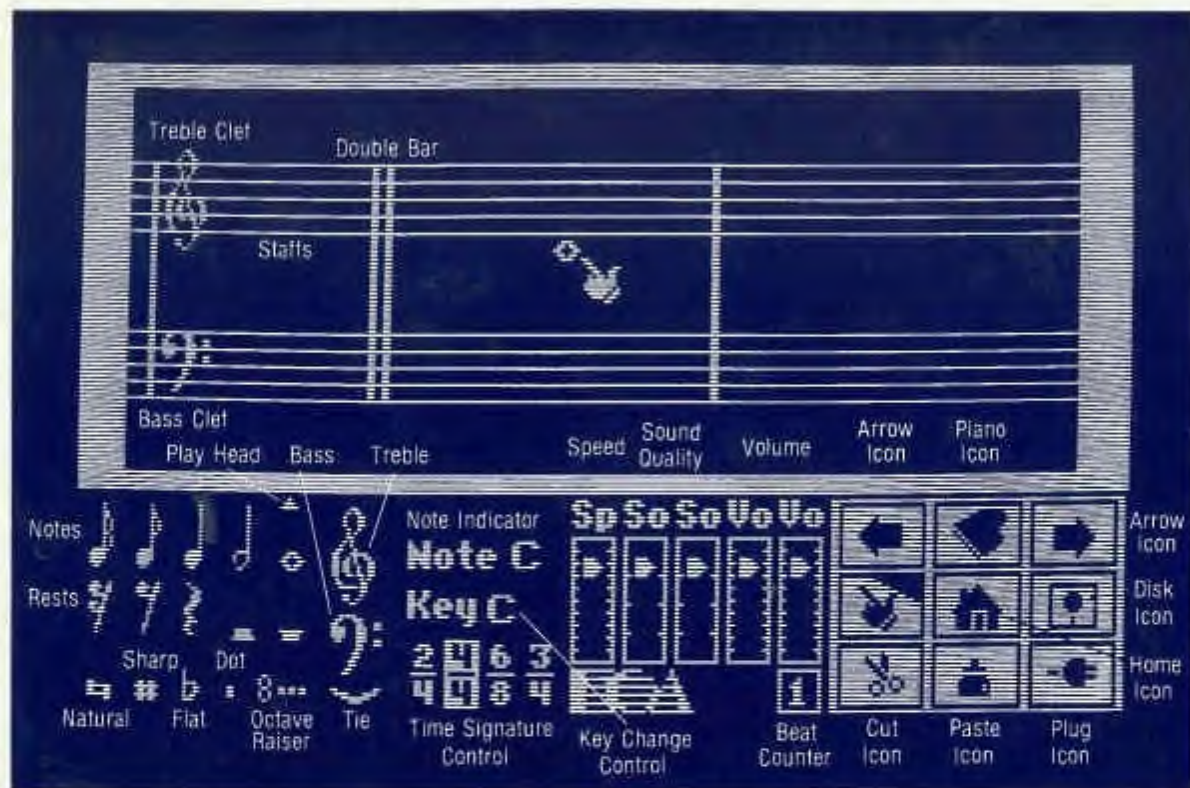 Treble Clef
Double Bar
Staffs
Bass Clef
Play Head Bass Treble
Speed Sound Quality Volume Arrow Icon Piano Icon
Notes
Note Indicator
Sp So So Vo Vo
Arrow Icon
Note C
Rests
Key C
Disk Icon
Sharp Dot
2/4 4/4 6/8 3/4
Home Icon
8
1
Natural Flat Octave Raiser Tie
Time Signature Control
Key Change Control
Beat Counter
Cut Icon
Paste Icon
Plug Icon